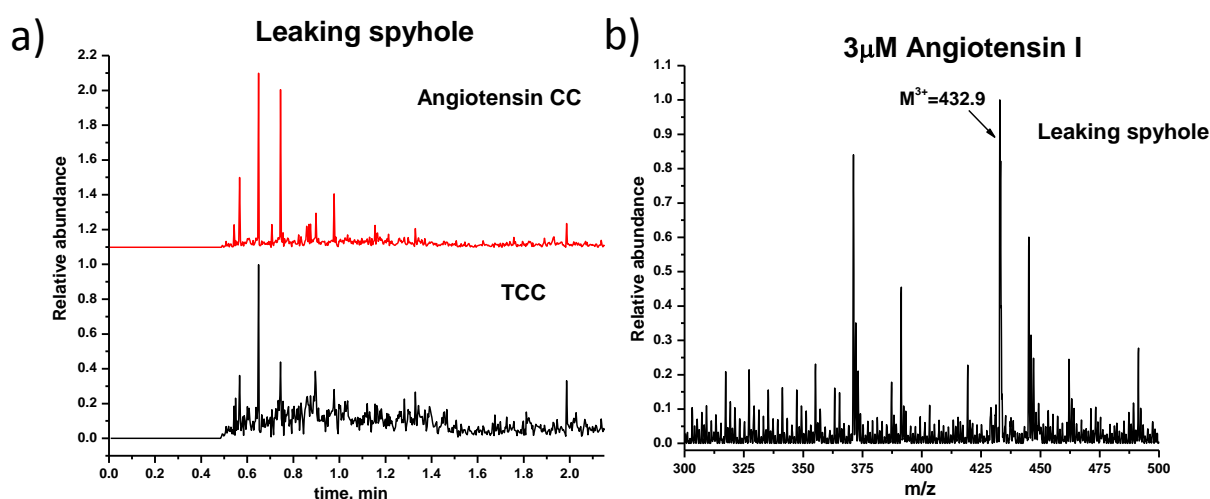 a)
Leaking spyhole
Relative abundance
2.2
2.0
1.8
1.6
1.4
1.2
1.0
0.8
0.6
0.4
0.2
0.0
Angiotensin CC
TCC
0.0 0.2 0.4 0.6 0.8 1.0 1.2 1.4 1.6 1.8 2.0
time, min
b)
3μM Angiotensin I
Relative abundance
1.1
1.0
0.9
0.8
0.7
0.6
0.5
0.4
0.3
0.2
0.1
0.0
M³⁺=432.9
Leaking spyhole
300 325 350 375 400 425 450 475 500
m/z